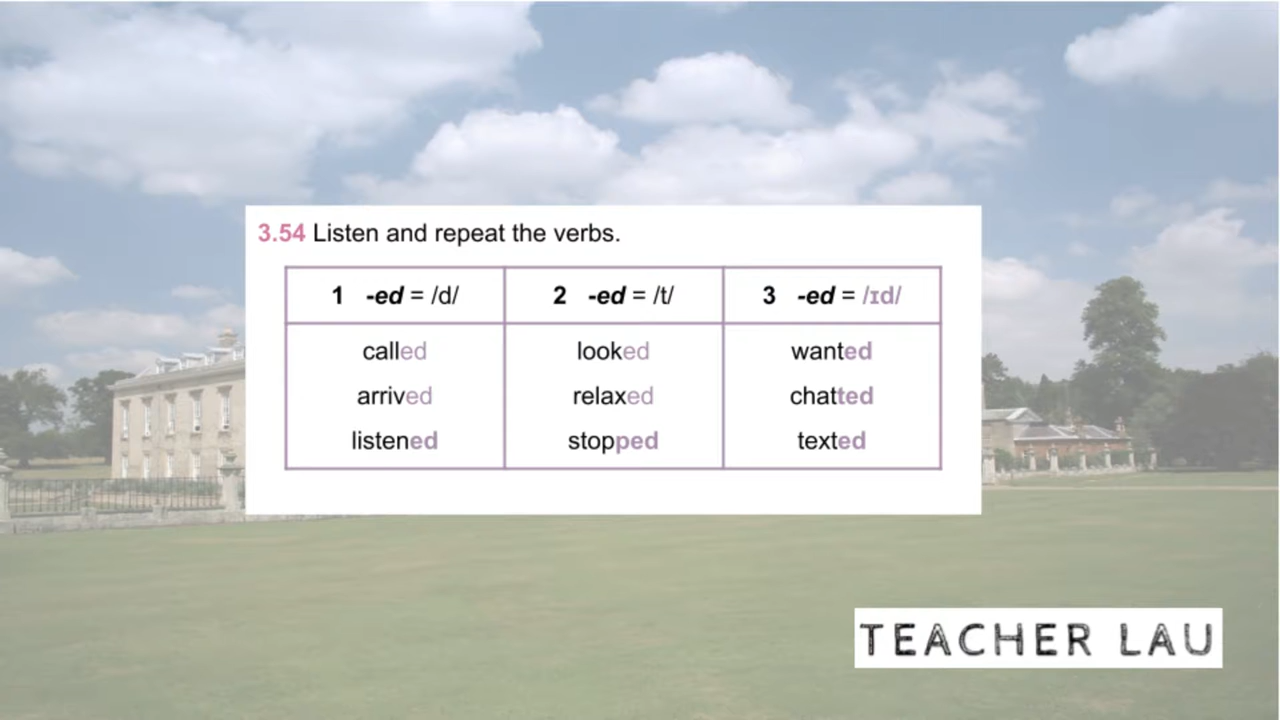 3.54 Listen and repeat the verbs.
1 -ed = /d/ 2 -ed = /t/ 3 -ed = /ɪd/
called looked wanted
arrived relaxed chatted
listened stopped texted
TEACHER LAU